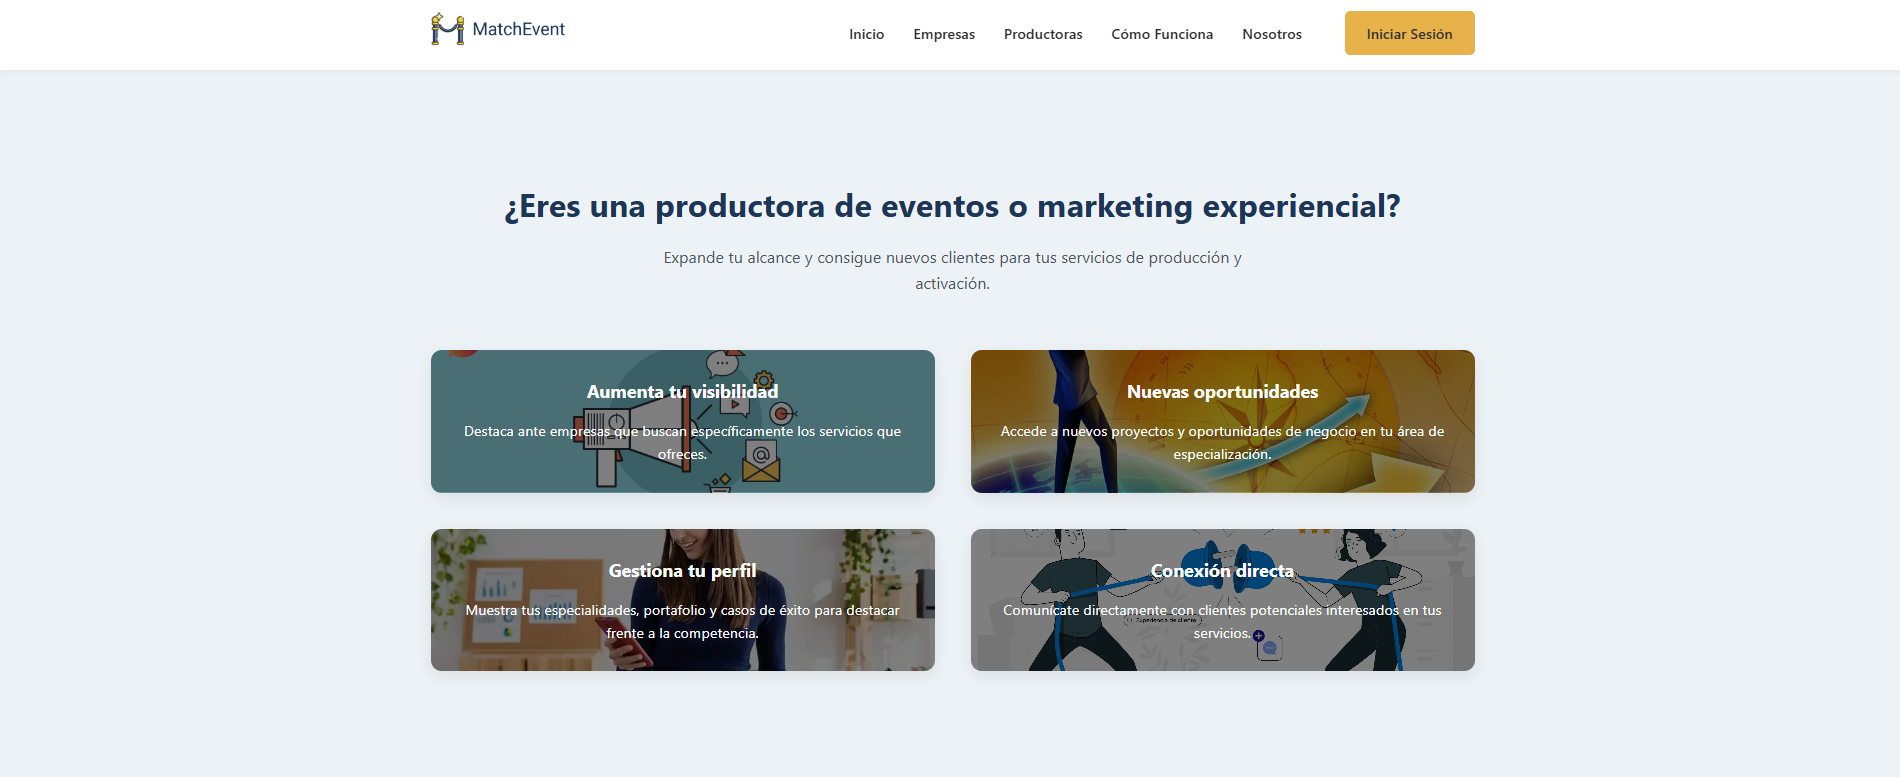 MatchEvent
Inicio
Empresas
Productoras
Cómo Funciona
Nosotros
Iniciar Sesión
¿Eres una productora de eventos o marketing experiencial?
Expande tu alcance y consigue nuevos clientes para tus servicios de producción y
activación.
Aumenta tu visibilidad
Destaca ante empresas que buscan específicamente los servicios que
ofreces.
Nuevas oportunidades
Accede a nuevos proyectos y oportunidades de negocio en tu área de
especialización.
Gestiona tu perfil
Muestra tus especialidades, portafolio y casos de éxito para destacar
frente a la competencia.
Conexión directa
Comunícate directamente con clientes potenciales interesados en tus
Experiencia de cliente
servicios.